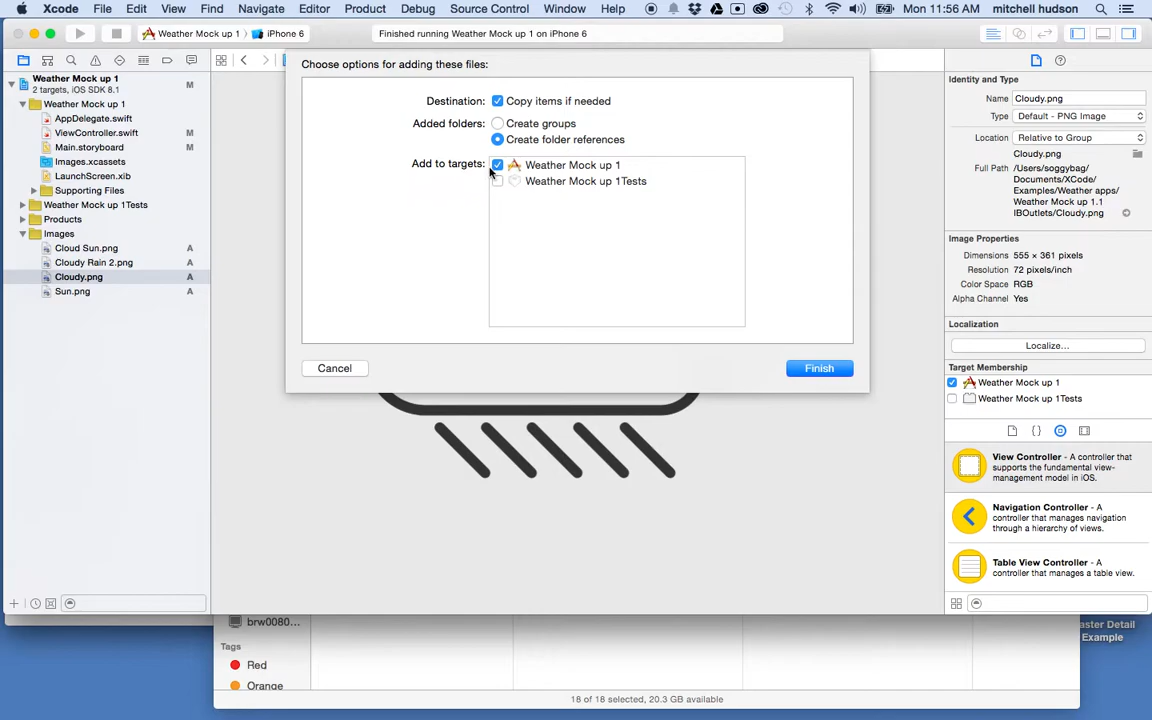 Xcode File Edit View Find Navigate Editor Product Debug Source Control Window Help Mon 11:56 AM mitchell hudson
Weather Mock up 1 iPhone 6 Finished running Weather Mock up 1 on iPhone 6
Choose options for adding these files:
Destination: Copy items if needed
Added folders: Create groups
Create folder references
Add to targets: Weather Mock up 1
Weather Mock up 1Tests
Cancel Finish
Weather Mock up 1 M
2 targets, iOS SDK 8.1
Weather Mock up 1
AppDelegate.swift
ViewController.swift M
Main.storyboard M
Images.xcassets
LaunchScreen.xib
Supporting Files
Weather Mock up 1Tests
Products
Images
Cloud Sun.png A
Cloudy Rain 2.png A
Cloudy.png A
Sun.png A
Identity and Type
Name Cloudy.png
Type Default - PNG Image
Location Relative to Group
Cloudy.png
Full Path /Users/soggybag/
Documents/XCode/
Examples/Weather apps/
Weather Mock up 1.1
IBOutlets/Cloudy.png
Image Properties
Dimensions 555 × 361 pixels
Resolution 72 pixels/inch
Color Space RGB
Alpha Channel Yes
Localization
Localize...
Target Membership
Weather Mock up 1
Weather Mock up 1Tests
View Controller - A controller that
supports the fundamental view-
management model in iOS.
Navigation Controller - A
controller that manages navigation
through a hierarchy of views.
Table View Controller - A
controller that manages a table view.
brw0080...
Tags
Red
Orange
18 of 18 selected, 20.3 GB available
aster Detail
Example